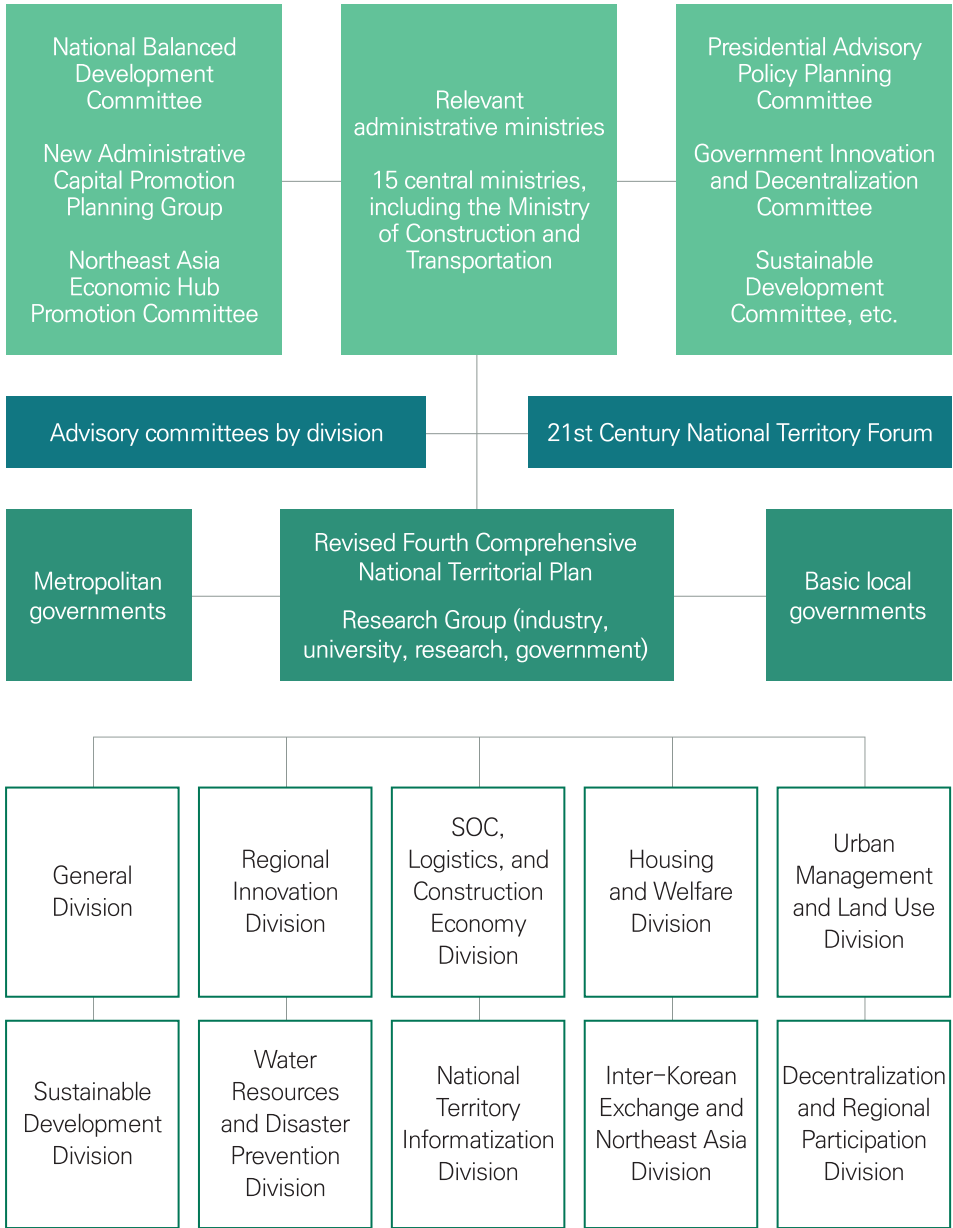 National Balanced
Development
Committee
New Administrative
Capital Promotion
Planning Group
Northeast Asia
Economic Hub
Promotion Committee
Relevant
administrative ministries
15 central ministries,
including the Ministry
of Construction and
Transportation
Presidential Advisory
Policy Planning
Committee
Government Innovation
and Decentralization
Committee
Sustainable
Development
Committee, etc.
Advisory committees by division
21st Century National Territory Forum
Metropolitan
governments
Revised Fourth Comprehensive
National Territorial Plan
Research Group (industry,
university, research, government)
Basic local
governments
General
Division
Regional
Innovation
Division
SOC,
Logistics, and
Construction
Economy
Division
Housing
and Welfare
Division
Urban
Management
and Land Use
Division
Sustainable
Development
Division
Water
Resources
and Disaster
Prevention
Division
National
Territory
Informatization
Division
Inter-Korean
Exchange and
Northeast Asia
Division
Decentralization
and Regional
Participation
Division